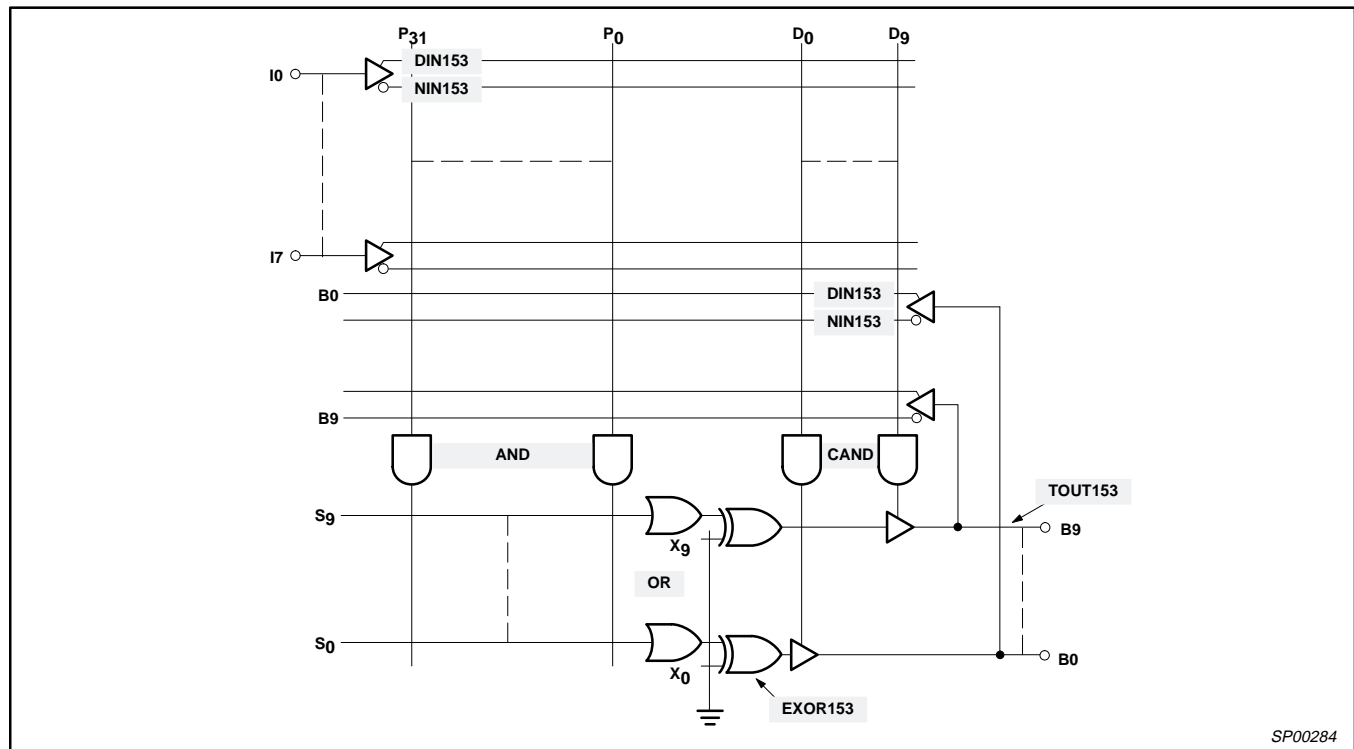 P31 P0 D0 D9
DIN153
I0
NIN153
I7
B0 DIN153
NIN153
B9
AND CAND
TOUT153
S9
B9
X9
OR
S0
B0
X0
EXOR153
SP00284